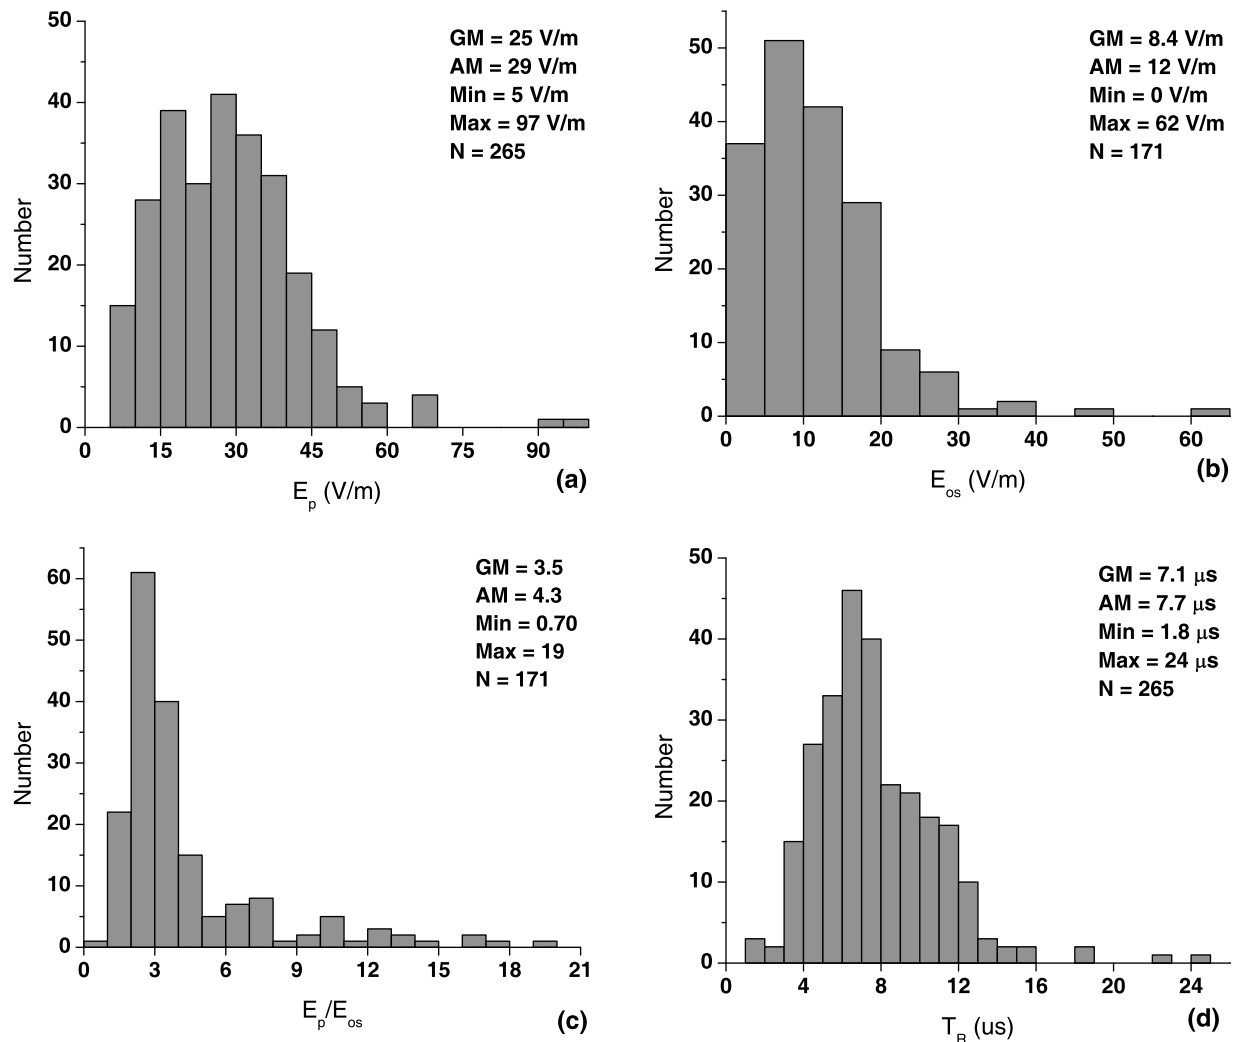 50
40
30
20
10
0
Number
0 15 30 45 60 75 90
E_p (V/m)
GM = 25 V/m
AM = 29 V/m
Min = 5 V/m
Max = 97 V/m
N = 265
(a)
50
40
30
20
10
0
Number
0 10 20 30 40 50 60
E_os (V/m)
GM = 8.4 V/m
AM = 12 V/m
Min = 0 V/m
Max = 62 V/m
N = 171
(b)
60
50
40
30
20
10
0
Number
0 3 6 9 12 15 18 21
E_p/E_os
GM = 3.5
AM = 4.3
Min = 0.70
Max = 19
N = 171
(c)
50
40
30
20
10
0
Number
0 4 8 12 16 20 24
T_R (us)
GM = 7.1 μs
AM = 7.7 μs
Min = 1.8 μs
Max = 24 μs
N = 265
(d)